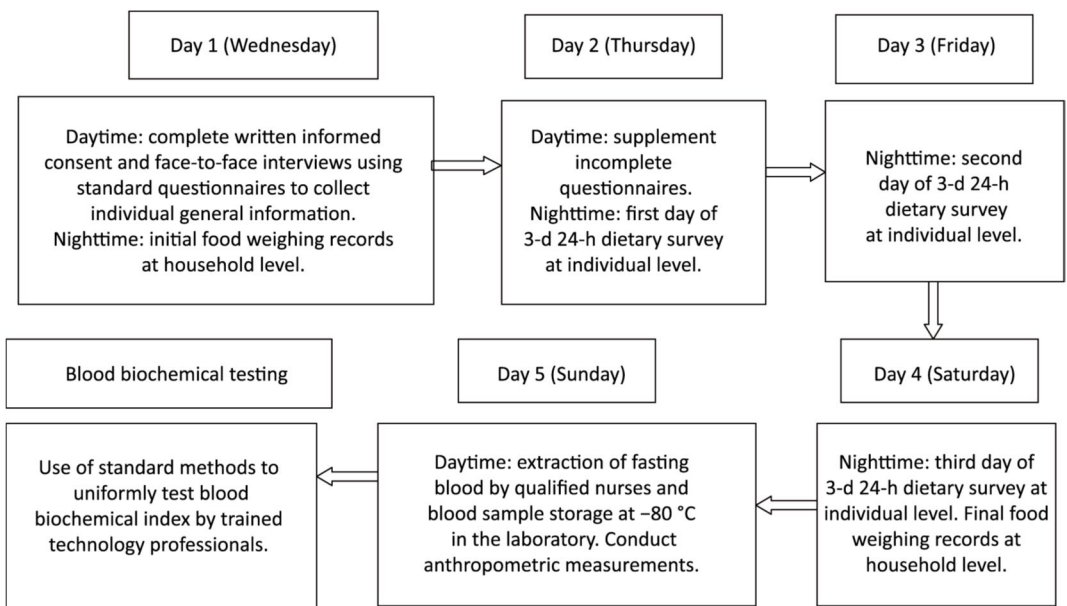 Day 1 (Wednesday)
Daytime: complete written informed
consent and face-to-face interviews using
standard questionnaires to collect
individual general information.
Nighttime: initial food weighing records
at household level.
Day 2 (Thursday)
Daytime: supplement
incomplete
questionnaires.
Nighttime: first day of
3-d 24-h dietary survey
at individual level.
Day 3 (Friday)
Nighttime: second
day of 3-d 24-h
dietary survey
at individual level.
Day 4 (Saturday)
Nighttime: third day of
3-d 24-h dietary survey at
individual level. Final food
weighing records at
household level.
Day 5 (Sunday)
Daytime: extraction of fasting
blood by qualified nurses and
blood sample storage at −80 °C
in the laboratory. Conduct
anthropometric measurements.
Blood biochemical testing
Use of standard methods to
uniformly test blood
biochemical index by trained
technology professionals.